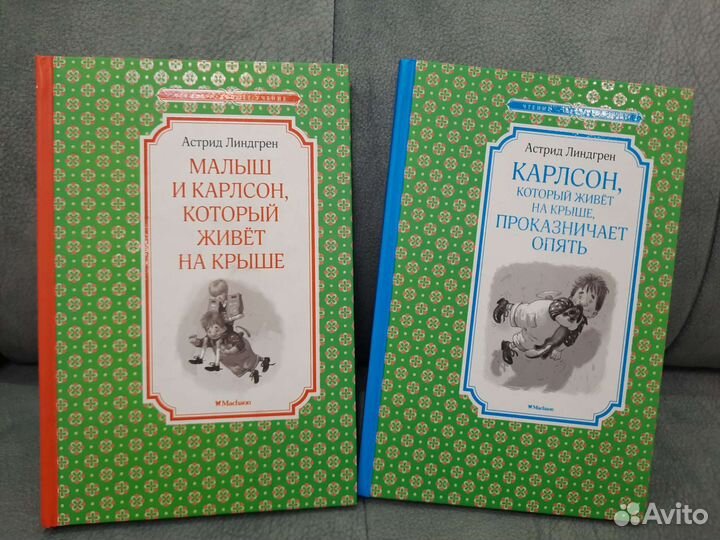 Астрид Линдгрен
МАЛЫШ
И КАРЛСОН,
КОТОРЫЙ
ЖИВЁТ
НА КРЫШЕ
Machaon
ЧТЕНИЕ
Астрид Линдгрен
КАРЛСОН,
КОТОРЫЙ ЖИВЁТ
НА КРЫШЕ,
ПРОКАЗНИЧАЕТ
ОПЯТЬ
Machaon
Avito